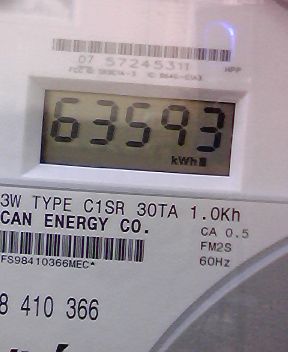 07 57245311
HPP
63593
kWh
3W TYPE C1SR 30TA 1.0Kh
CAN ENERGY CO.
CA 0.5
FM2S
60Hz
FS98410366MEC*
8 410 366